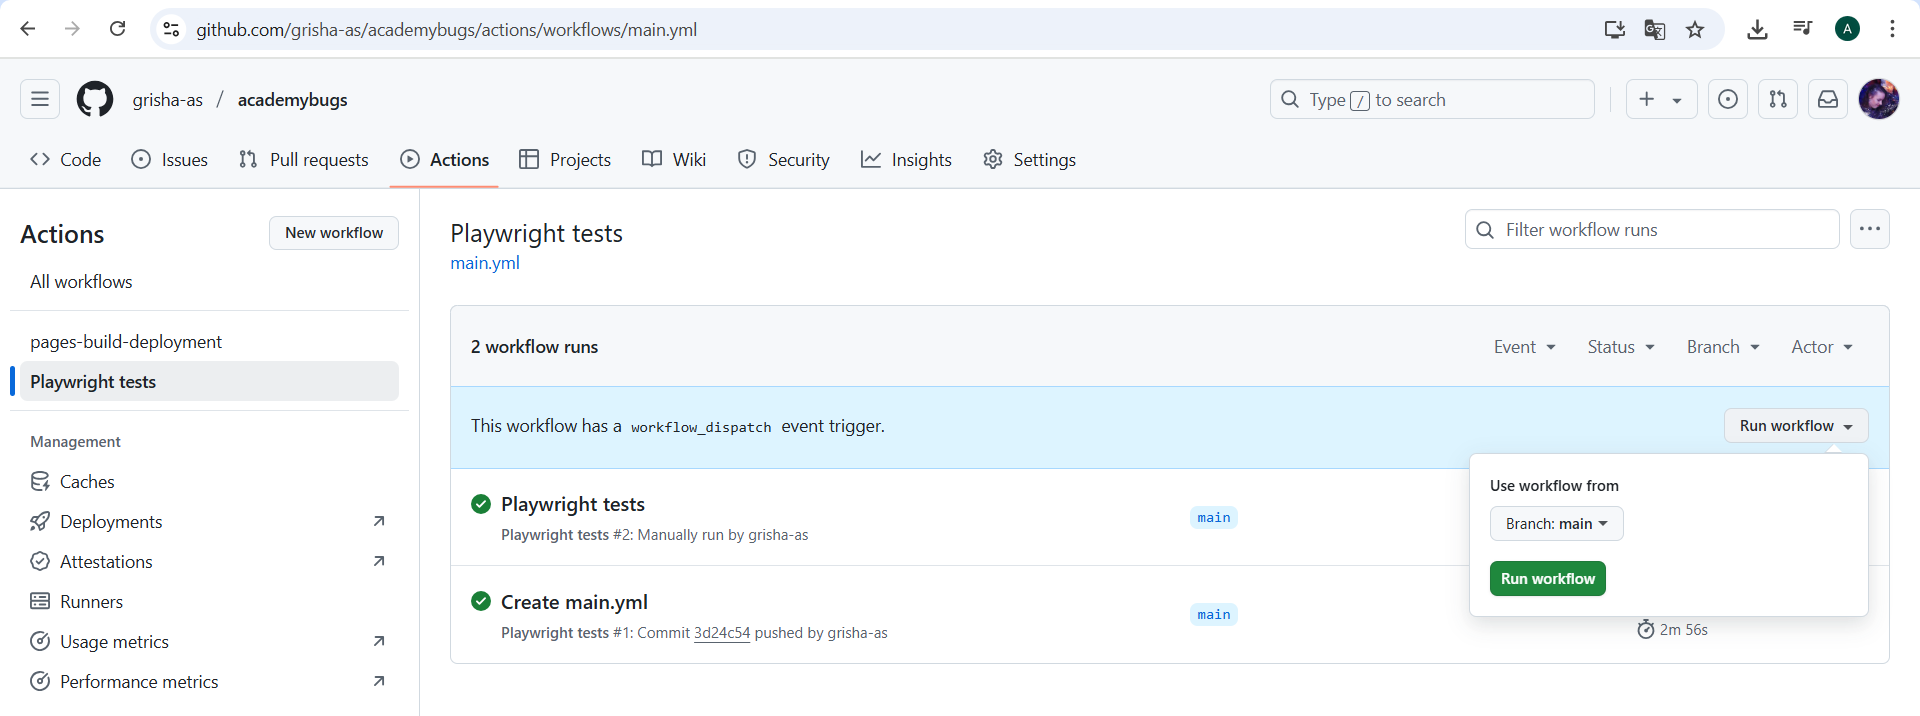 github.com/grisha-as/academybugs/actions/workflows/main.yml
A
grisha-as / academybugs
Type / to search
Code Issues Pull requests Actions Projects Wiki Security Insights Settings
Actions
New workflow
All workflows
pages-build-deployment
Playwright tests
Management
Caches
Deployments
Attestations
Runners
Usage metrics
Performance metrics
Playwright tests
main.yml
Filter workflow runs
2 workflow runs
Event Status Branch Actor
This workflow has a workflow_dispatch event trigger.
Run workflow
Use workflow from
Branch: main
Run workflow
Playwright tests
Playwright tests #2: Manually run by grisha-as
main
Create main.yml
Playwright tests #1: Commit 3d24c54 pushed by grisha-as
main
2m 56s